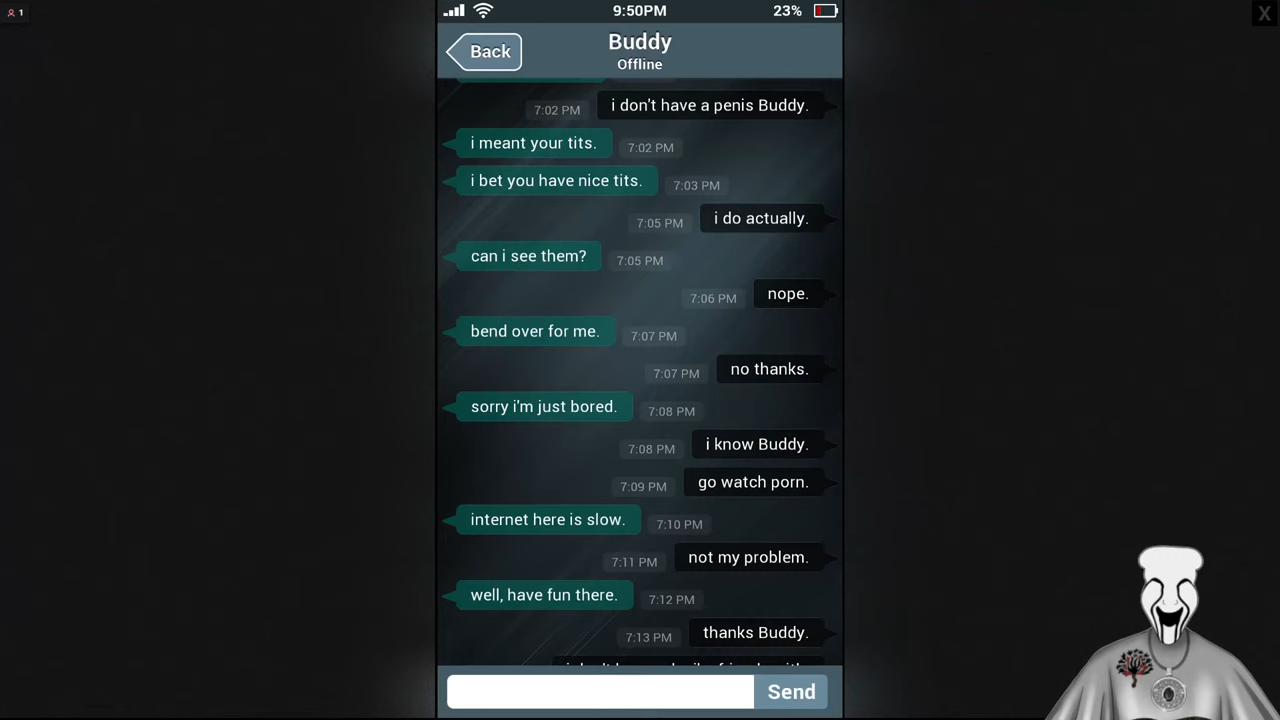 1
9:50PM
23%
X
Back
Buddy
Offline
7:02 PM
i don't have a penis Buddy.
i meant your tits.
7:02 PM
i bet you have nice tits.
7:03 PM
7:05 PM
i do actually.
can i see them?
7:05 PM
7:06 PM
nope.
bend over for me.
7:07 PM
7:07 PM
no thanks.
sorry i'm just bored.
7:08 PM
7:08 PM
i know Buddy.
7:09 PM
go watch porn.
internet here is slow.
7:10 PM
7:11 PM
not my problem.
well, have fun there.
7:12 PM
7:13 PM
thanks Buddy.
Send